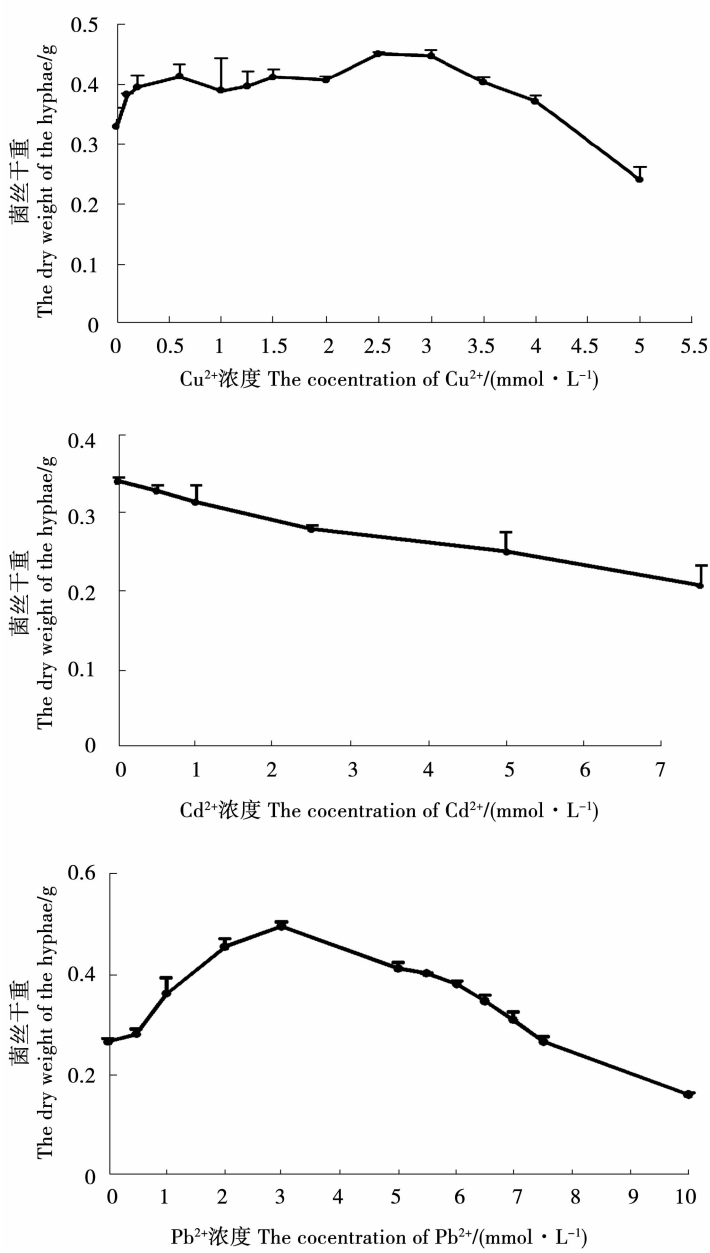 0.5
0.4
0.3
0.2
0.1
0
菌丝干重
The dry weight of the hyphae/g
0 0.5 1 1.5 2 2.5 3 3.5 4 4.5 5 5.5
Cu²⁺浓度 The cocentration of Cu²⁺/(mmol·L⁻¹)
0.4
0.3
0.2
0.1
0
菌丝干重
The dry weight of the hyphae/g
0 1 2 3 4 5 6 7
Cd²⁺浓度 The cocentration of Cd²⁺/(mmol·L⁻¹)
0.6
0.4
0.2
0
菌丝干重
The dry weight of the hyphae/g
0 1 2 3 4 5 6 7 8 9 10
Pb²⁺浓度 The cocentration of Pb²⁺/(mmol·L⁻¹)